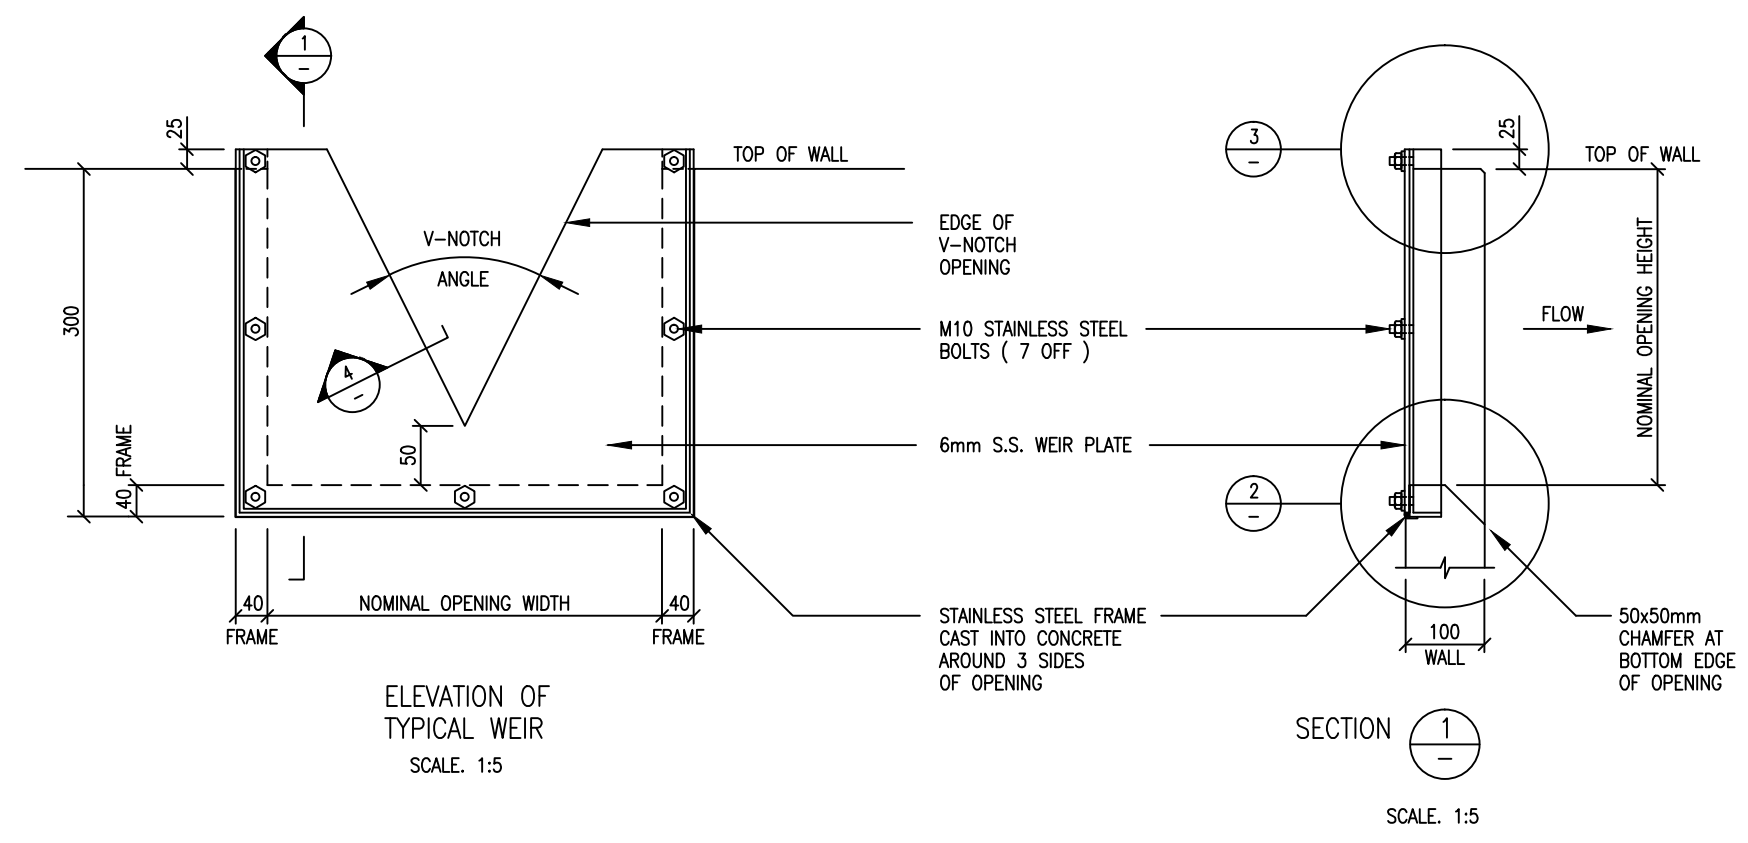 1
–
25
TOP OF WALL
V-NOTCH
ANGLE
300
4
–
50
40 FRAME
40
NOMINAL OPENING WIDTH
40
FRAME
FRAME
EDGE OF
V-NOTCH
OPENING
M10 STAINLESS STEEL
BOLTS ( 7 OFF )
6mm S.S. WEIR PLATE
STAINLESS STEEL FRAME
CAST INTO CONCRETE
AROUND 3 SIDES
OF OPENING
ELEVATION OF
TYPICAL WEIR
SCALE. 1:5
3
–
25
TOP OF WALL
FLOW
NOMINAL OPENING HEIGHT
2
–
100
WALL
50x50mm
CHAMFER AT
BOTTOM EDGE
OF OPENING
SECTION
1
–
SCALE. 1:5